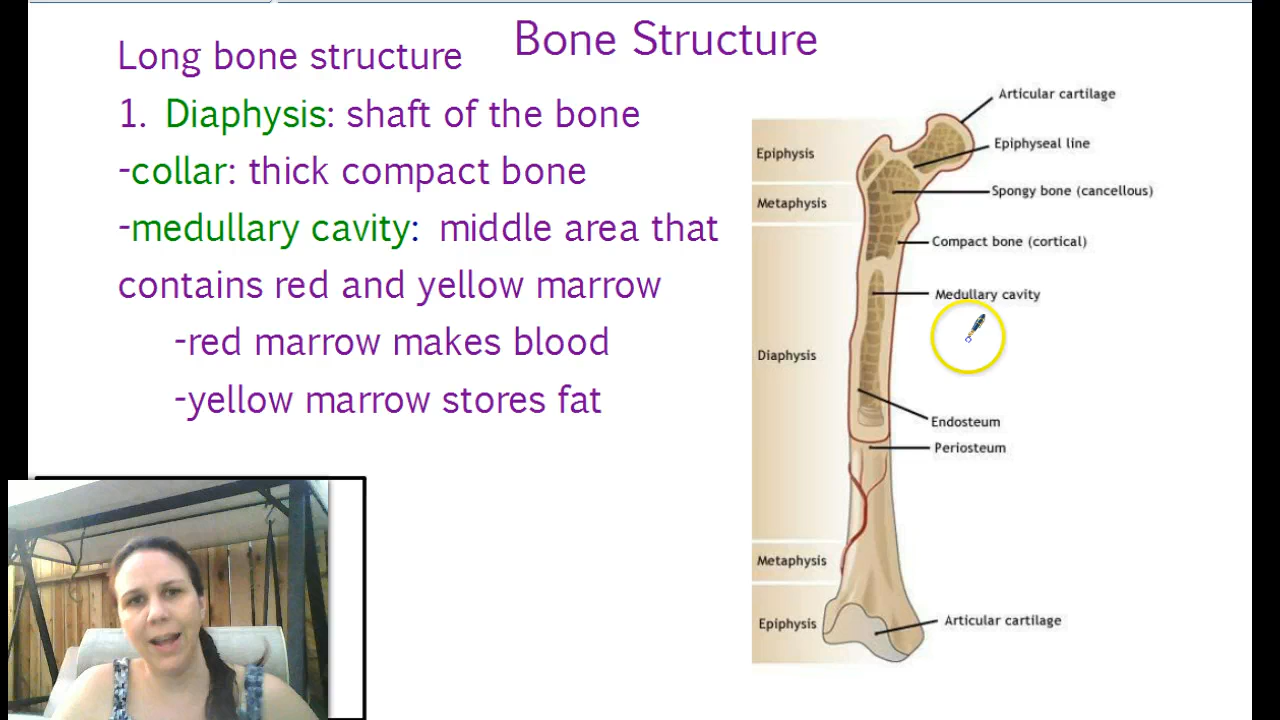 Bone Structure
Long bone structure
1. Diaphysis: shaft of the bone
-collar: thick compact bone
-medullary cavity: middle area that
contains red and yellow marrow
-red marrow makes blood
-yellow marrow stores fat
Articular cartilage
Epiphyseal line
Epiphysis
Spongy bone (cancellous)
Metaphysis
Compact bone (cortical)
Medullary cavity
Diaphysis
Endosteum
Periosteum
Metaphysis
Epiphysis
Articular cartilage